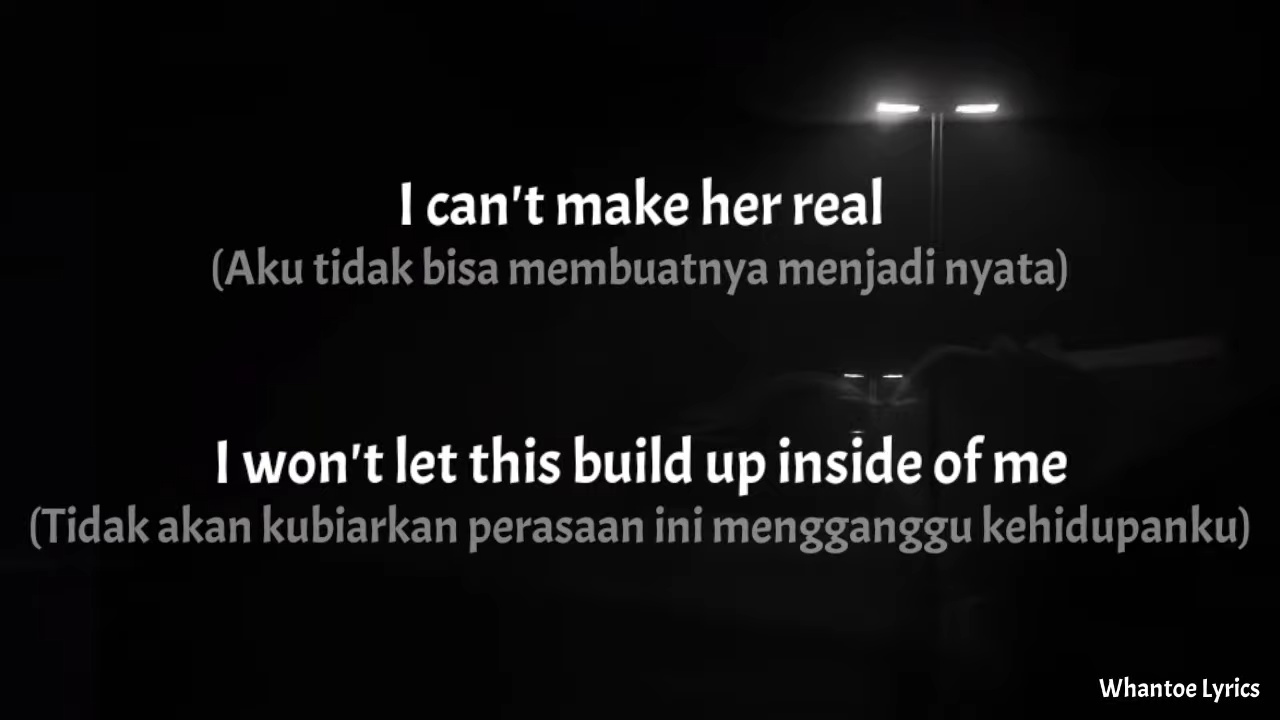 I can't make her real
(Aku tidak bisa membuatnya menjadi nyata)
I won't let this build up inside of me
(Tidak akan kubiarkan perasaan ini mengganggu kehidupanku)
Whantoe Lyrics